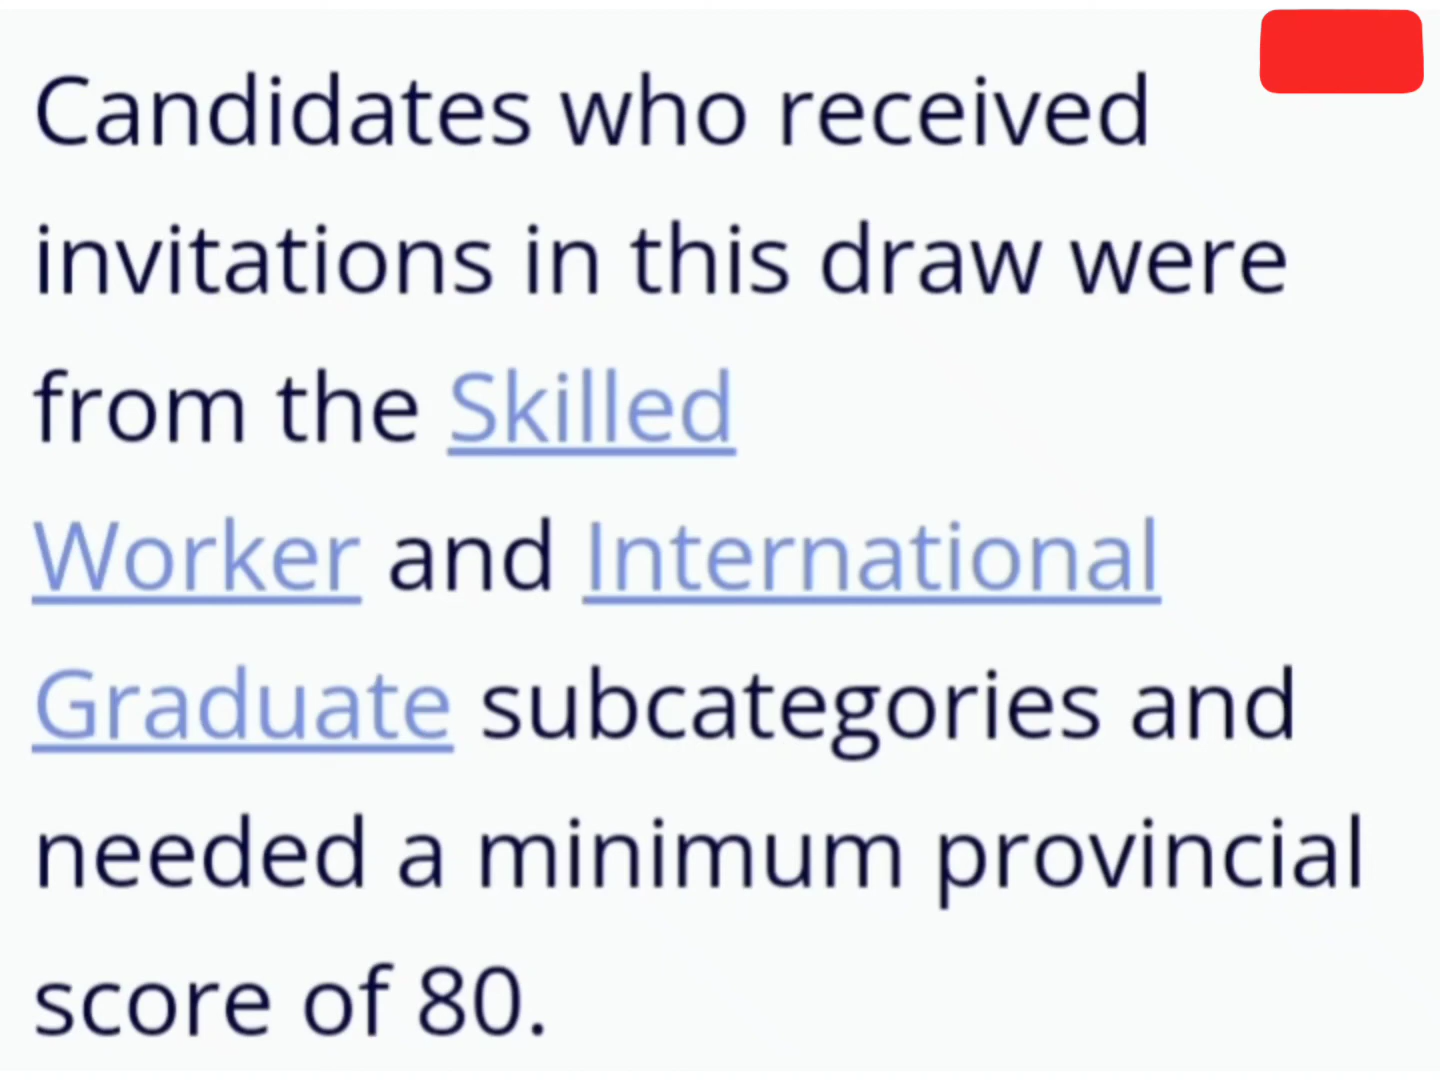 Candidates who received
invitations in this draw were
from the Skilled
Worker and International
Graduate subcategories and
needed a minimum provincial
score of 80.